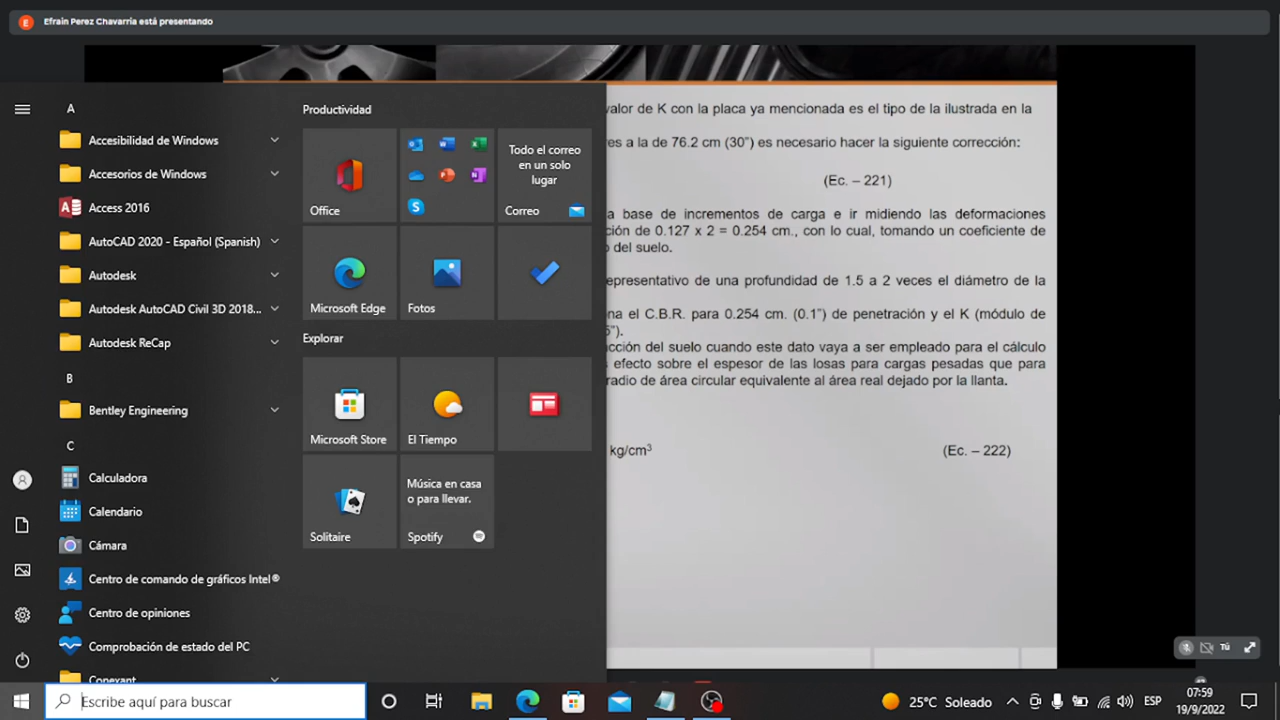 E
Efraín Perez Chavarría está presentando
A
Accesibilidad de Windows
Accesorios de Windows
Access 2016
AutoCAD 2020 - Español (Spanish)
Autodesk
Autodesk AutoCAD Civil 3D 2018...
Autodesk ReCap
B
Bentley Engineering
C
Calculadora
Calendario
Cámara
Centro de comando de gráficos Intel®
Centro de opiniones
Comprobación de estado del PC
Conexant
Productividad
Office
Todo el correo
en un solo
lugar
Correo
Microsoft Edge
Fotos
Explorar
Microsoft Store
El Tiempo
Solitaire
Música en casa
o para llevar.
Spotify
valor de K con la placa ya mencionada es el tipo de la ilustrada en la
res a la de 76.2 cm (30") es necesario hacer la siguiente corrección:
(Ec. – 221)
a base de incrementos de carga e ir midiendo las deformaciones
ción de 0.127 x 2 = 0.254 cm., con lo cual, tomando un coeficiente de
o del suelo.
epresentativo de una profundidad de 1.5 a 2 veces el diámetro de la
na el C.B.R. para 0.254 cm. (0.1") de penetración y el K (módulo de
5").
cción del suelo cuando este dato vaya a ser empleado para el cálculo
s efecto sobre el espesor de las losas para cargas pesadas que para
radio de área circular equivalente al área real dejado por la llanta.
kg/cm³ (Ec. – 222)
Tú
Escribe aquí para buscar
25°C Soleado
ESP
07:59
19/9/2022